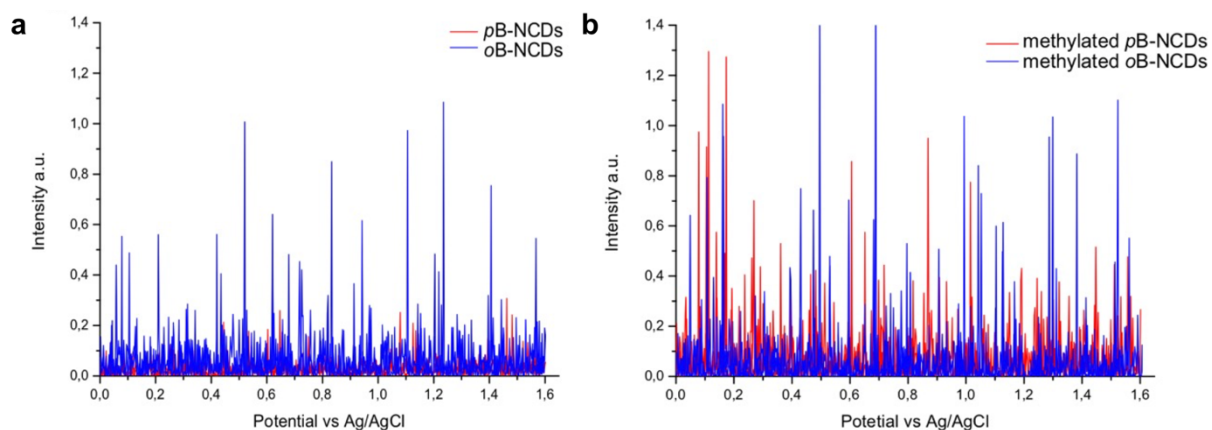 a
1,4
1,2
1,0
0,8
0,6
0,4
0,2
0,0
Intensity a.u.
pB-NCDs
oB-NCDs
0,0 0,2 0,4 0,6 0,8 1,0 1,2 1,4 1,6
Potential vs Ag/AgCl
b
1,4
1,2
1,0
0,8
0,6
0,4
0,2
0,0
Intensity a.u.
methylated pB-NCDs
methylated oB-NCDs
0,0 0,2 0,4 0,6 0,8 1,0 1,2 1,4 1,6
Potetial vs Ag/AgCl